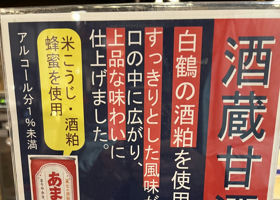 酒蔵甘酒
白鶴の酒粕を使用
すっきりとした風味が
口の中に広がり、
上品な味わいに
仕上げました。
米こうじ・酒粕
蜂蜜を使用
アルコール分1%未満
あま